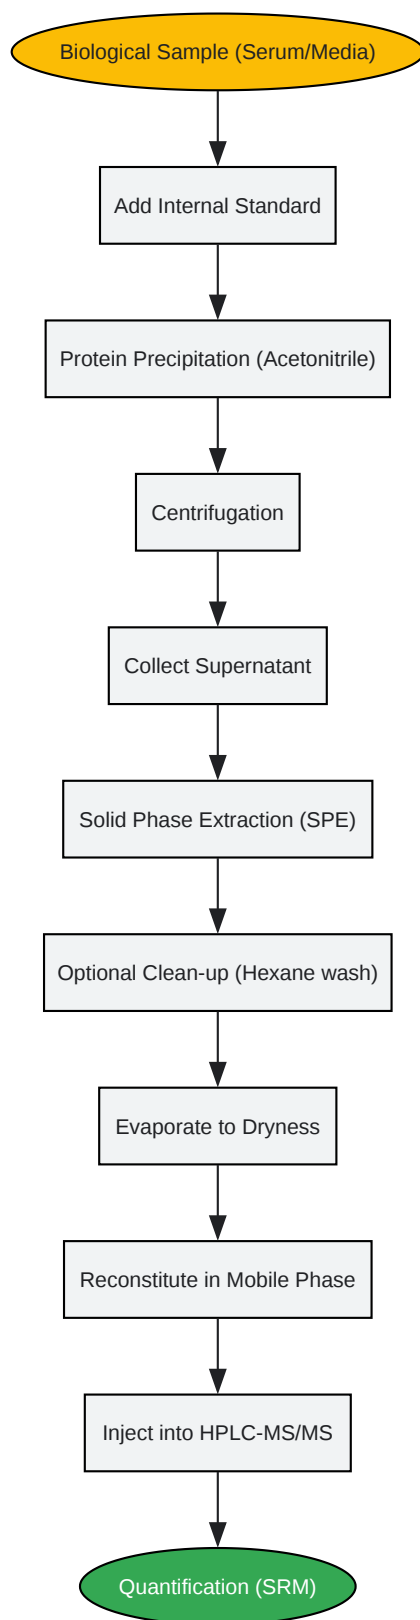 Biological Sample (Serum/Media)
Add Internal Standard
Protein Precipitation (Acetonitrile)
Centrifugation
Collect Supernatant
Solid Phase Extraction (SPE)
Optional Clean-up (Hexane wash)
Evaporate to Dryness
Reconstitute in Mobile Phase
Inject into HPLC-MS/MS
Quantification (SRM)